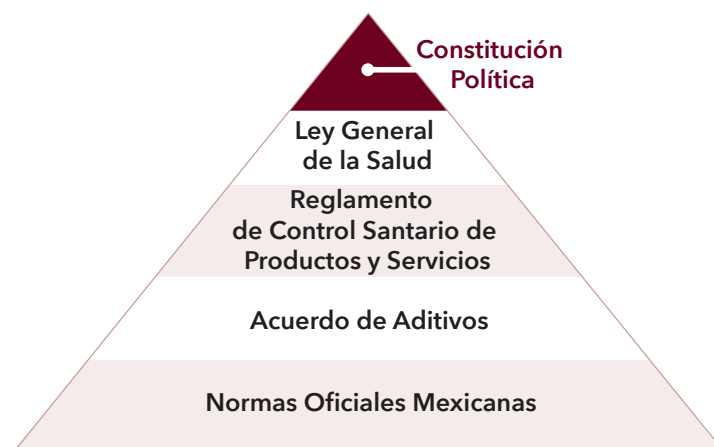 Constitución
Política
Ley General
de la Salud
Reglamento
de Control Santario de
Productos y Servicios
Acuerdo de Aditivos
Normas Oficiales Mexicanas